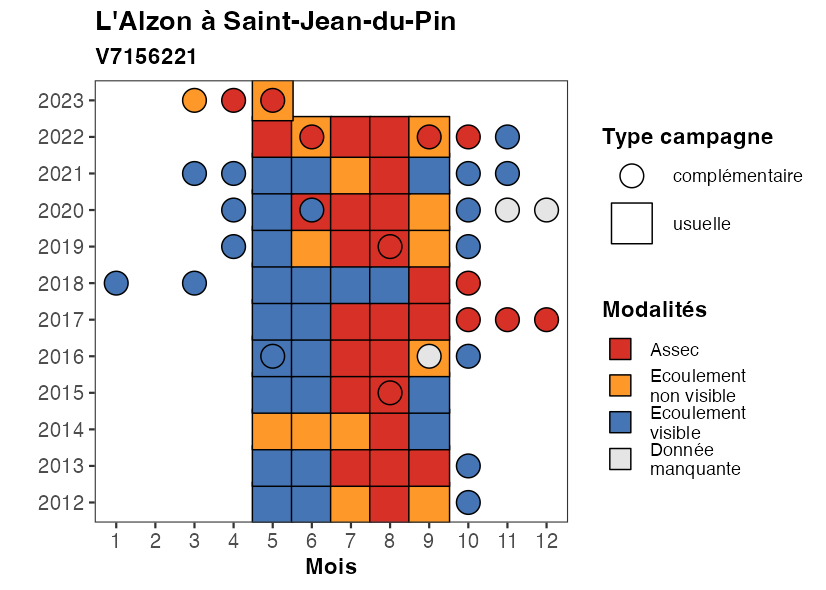 L'Alzon à Saint-Jean-du-Pin
V7156221
2023
2022
2021
2020
2019
2018
2017
2016
2015
2014
2013
2012
1 2 3 4 5 6 7 8 9 10 11 12
Mois
Type campagne
complémentaire
usuelle
Modalités
Assec
Ecoulement
non visible
Ecoulement
visible
Donnée
manquante